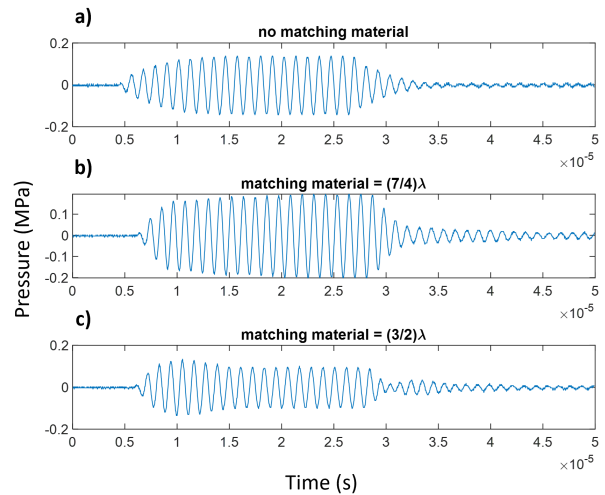 a)
no matching material
0.2
0
-0.2
0 0.5 1 1.5 2 2.5 3 3.5 4 4.5 5
×10⁻⁵
b)
matching material = (7/4)λ
0.1
0
-0.1
-0.2
0 0.5 1 1.5 2 2.5 3 3.5 4 4.5 5
×10⁻⁵
Pressure (MPa)
c)
matching material = (3/2)λ
0.2
0
-0.2
0 0.5 1 1.5 2 2.5 3 3.5 4 4.5 5
×10⁻⁵
Time (s)